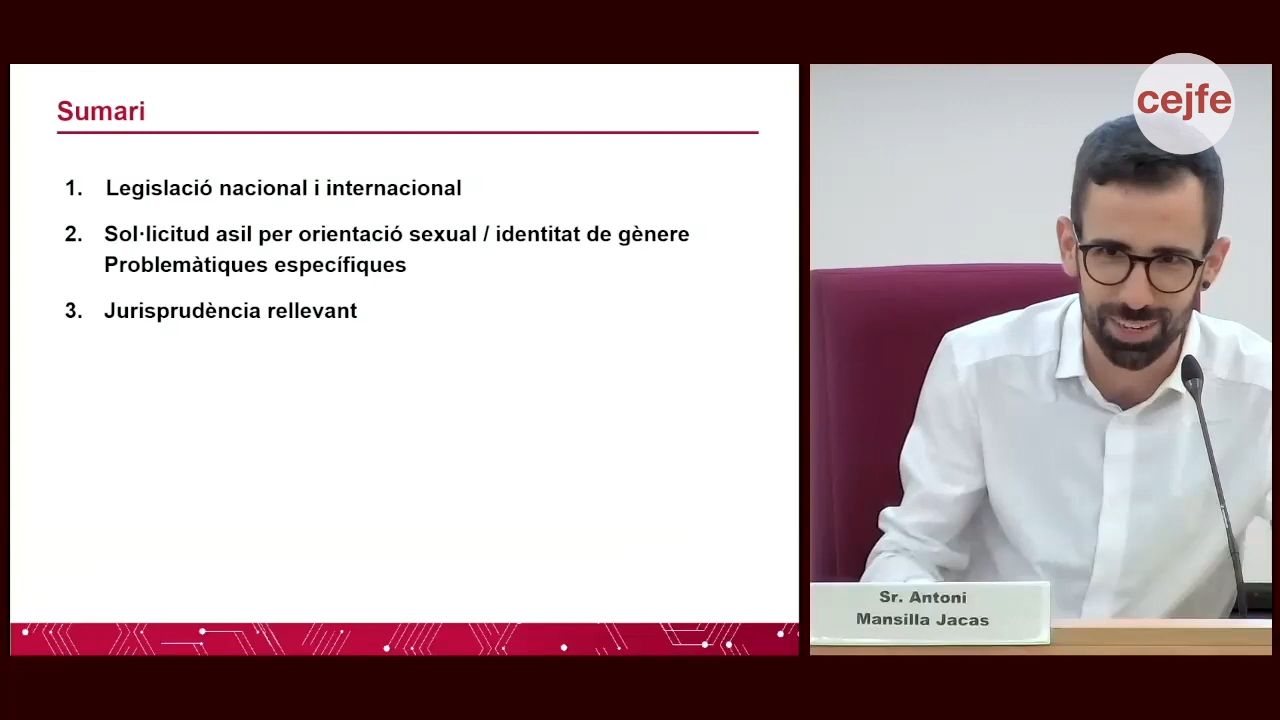 Sumari
1. Legislació nacional i internacional
2. Sol·licitud asil per orientació sexual / identitat de gènere
Problemàtiques específiques
3. Jurisprudència rellevant
cejfe
Sr. Antoni
Mansilla Jacas